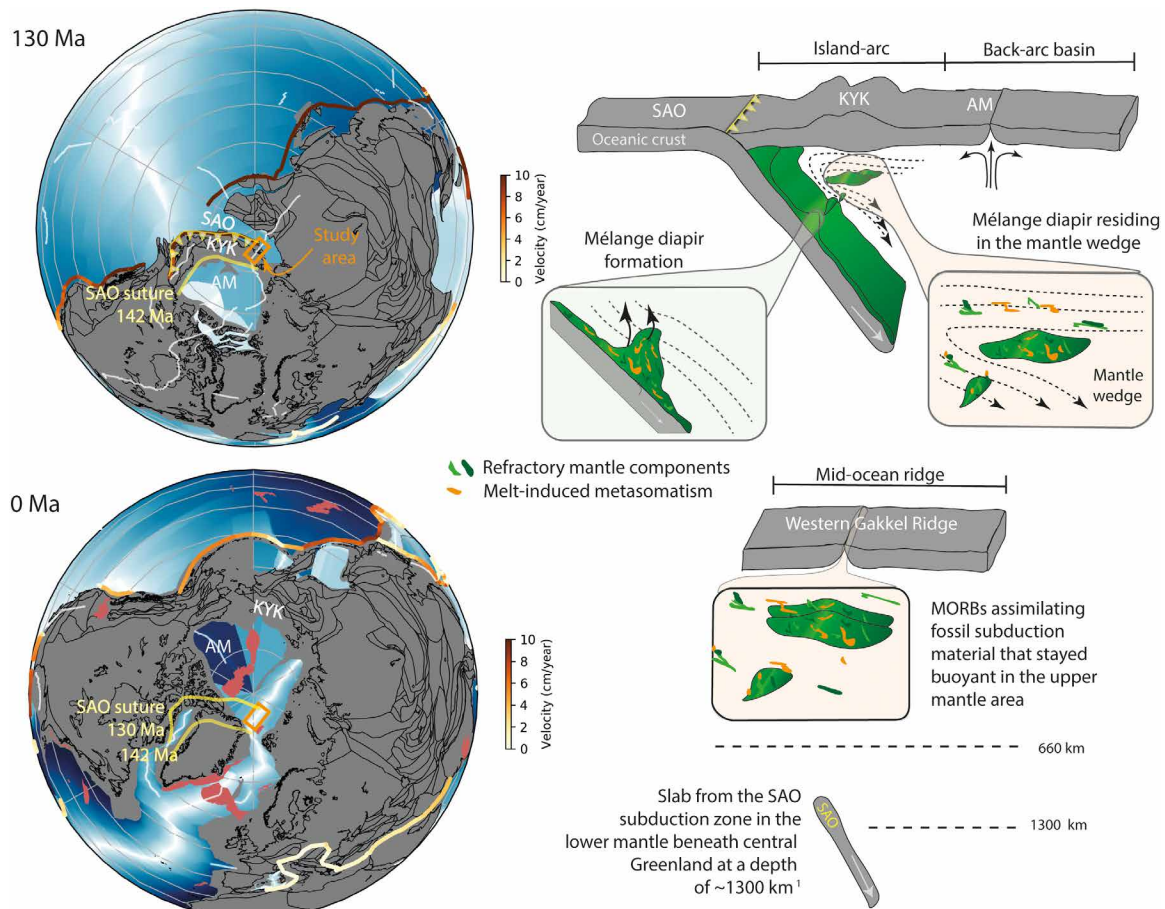 130 Ma
SAO
KYK
Study
area
AM
SAO suture
142 Ma
10
8
6
4
2
0
Velocity (cm/year)
Island-arc
Back-arc basin
SAO
KYK
AM
Oceanic crust
Mélange diapir
formation
Mélange diapir residing
in the mantle wedge
Mantle
wedge
Refractory mantle components
Melt-induced metasomatism
0 Ma
KYK
AM
SAO suture
130 Ma
142 Ma
10
8
6
4
2
0
Velocity (cm/year)
Mid-ocean ridge
Western Gakkel Ridge
MORBs assimilating
fossil subduction
material that stayed
buoyant in the upper
mantle area
660 km
Slab from the SAO
subduction zone in the
lower mantle beneath central
Greenland at a depth
of ~1300 km¹
SAO
1300 km